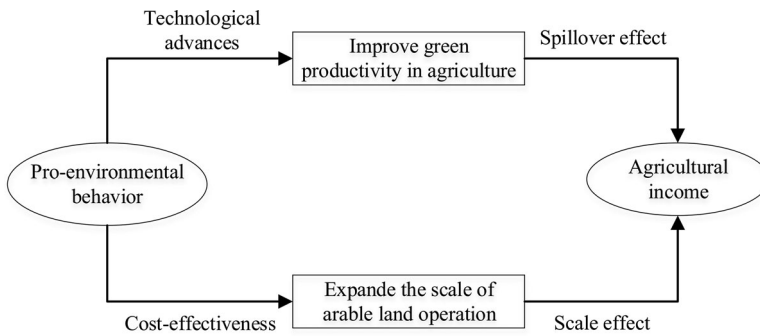 Technological
advances
Improve green
productivity in agriculture
Spillover effect
Pro-environmental
behavior
Agricultural
income
Cost-effectiveness
Expande the scale of
arable land operation
Scale effect